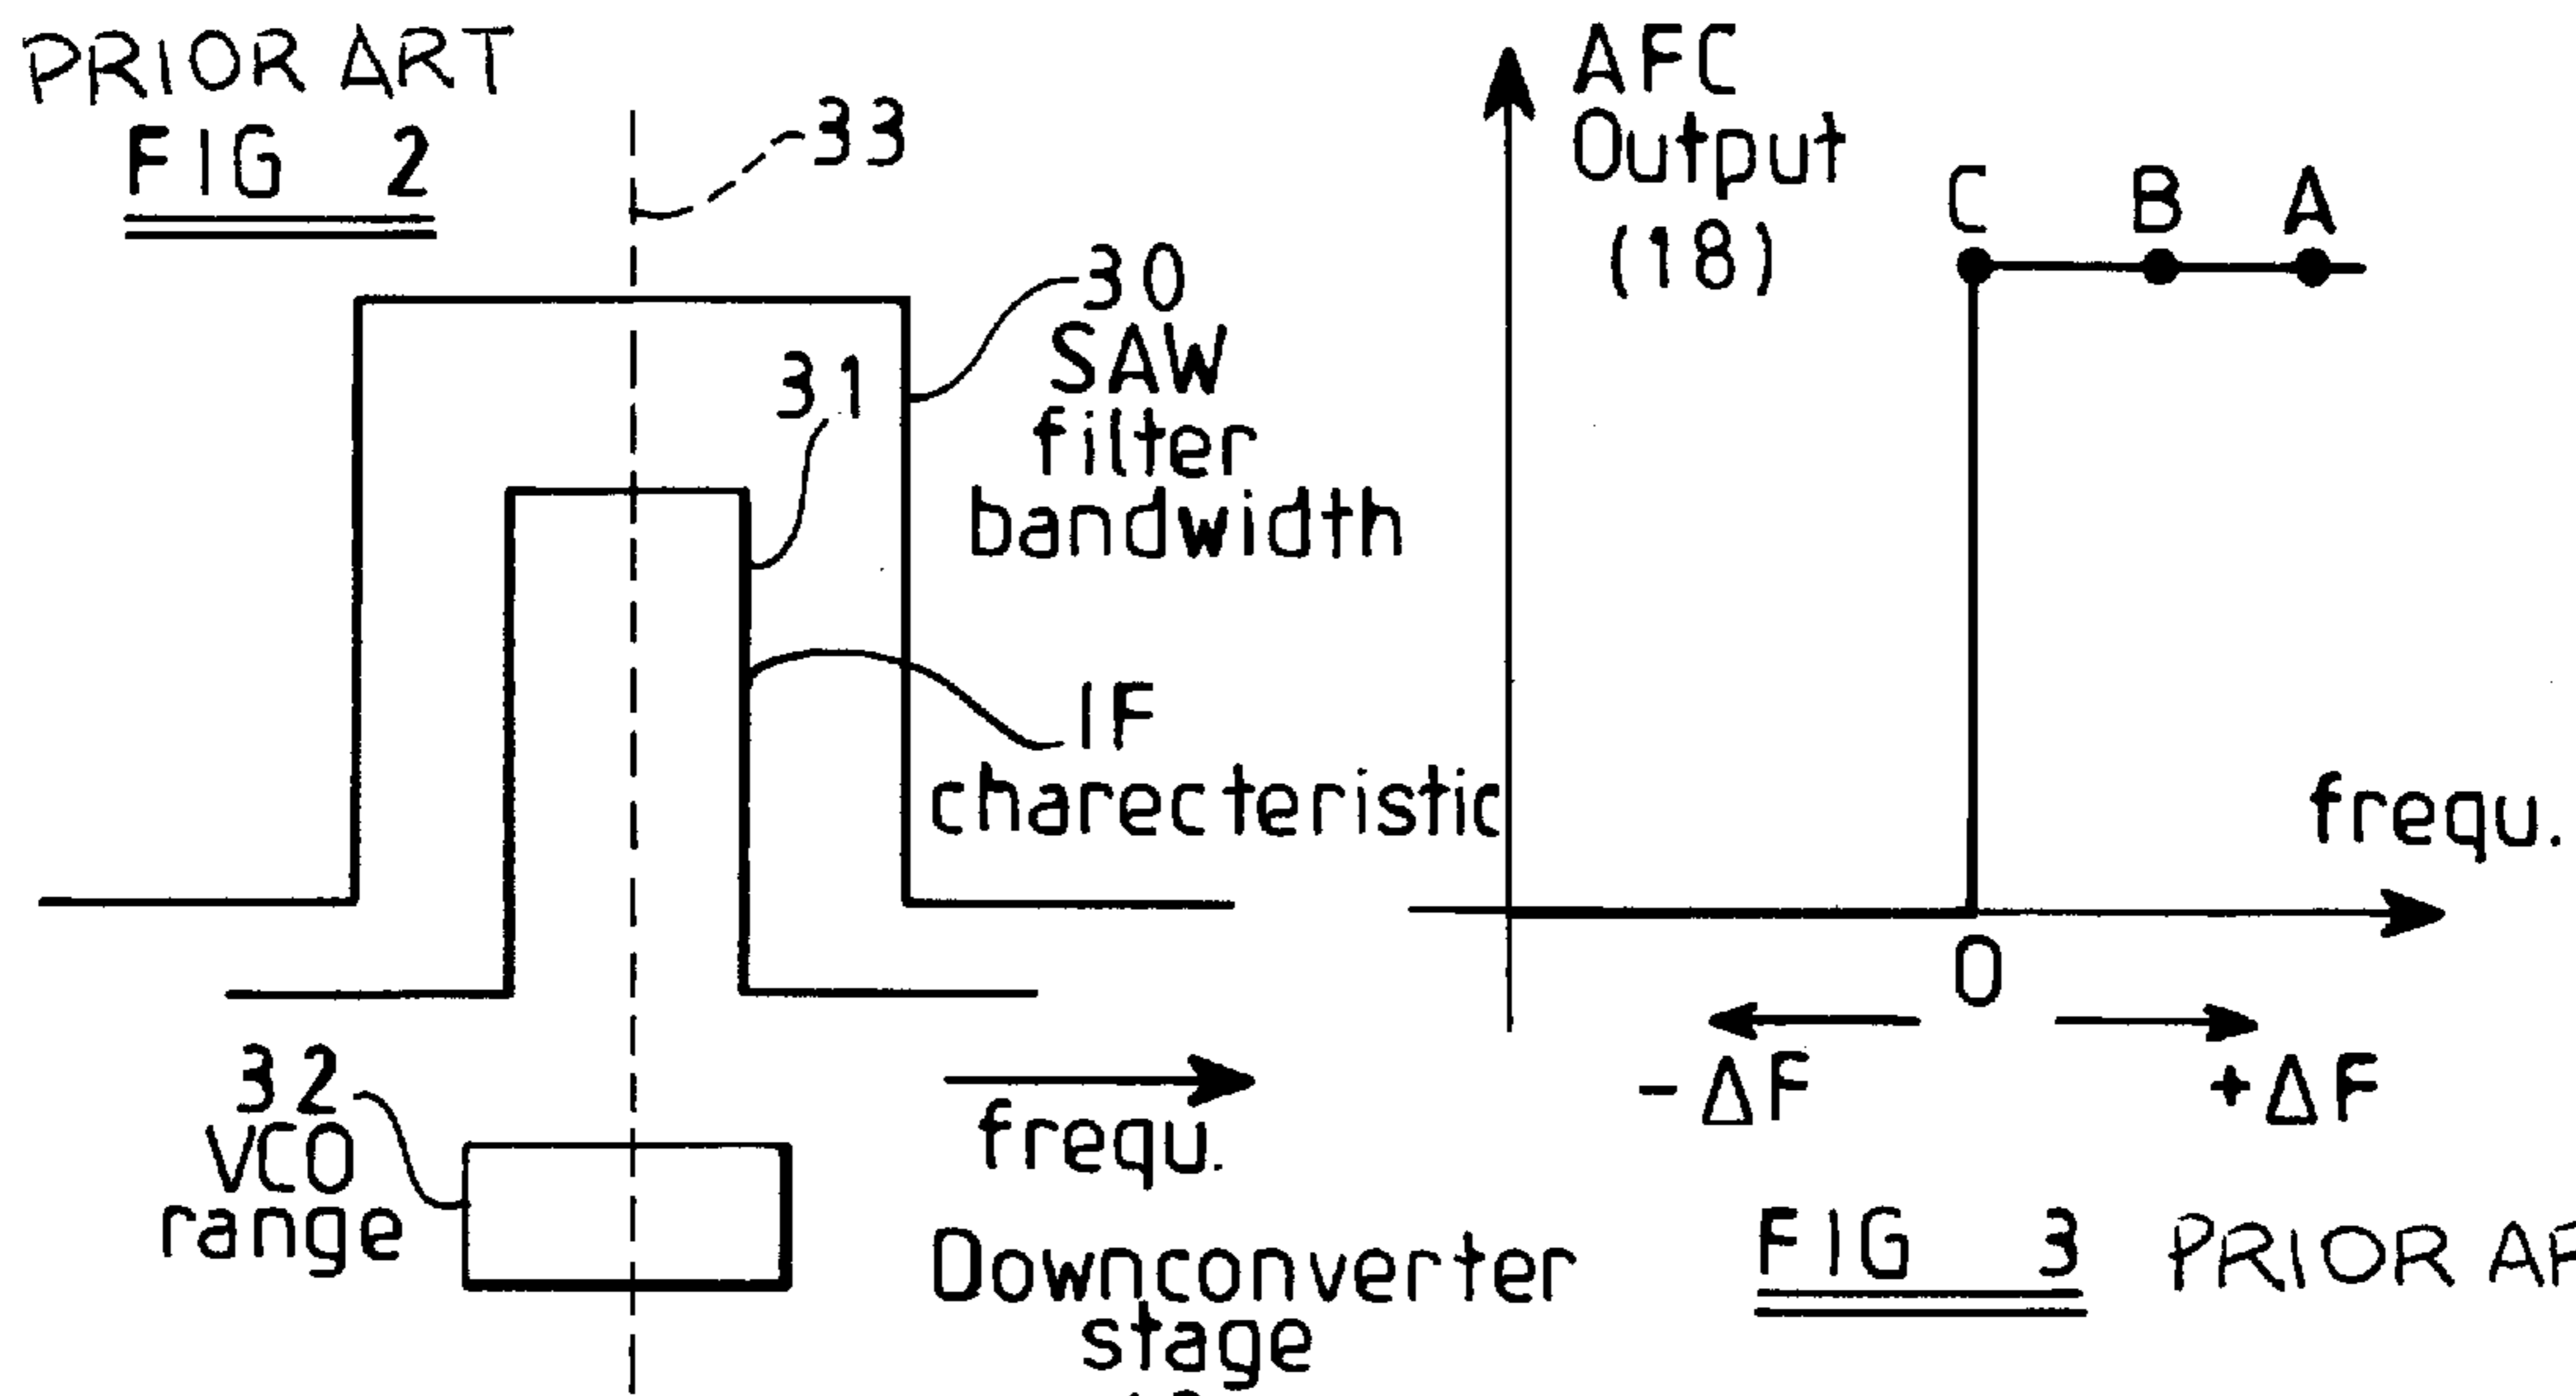 PRIOR ART
FIG 2
33
30
SAW
filter
bandwidth
31
IF
charecteristic
32
VCO
range
frequ.
Downconverter
stage
AFC
Output
(18)
C B A
frequ.
0
-ΔF +ΔF
FIG 3 PRIOR